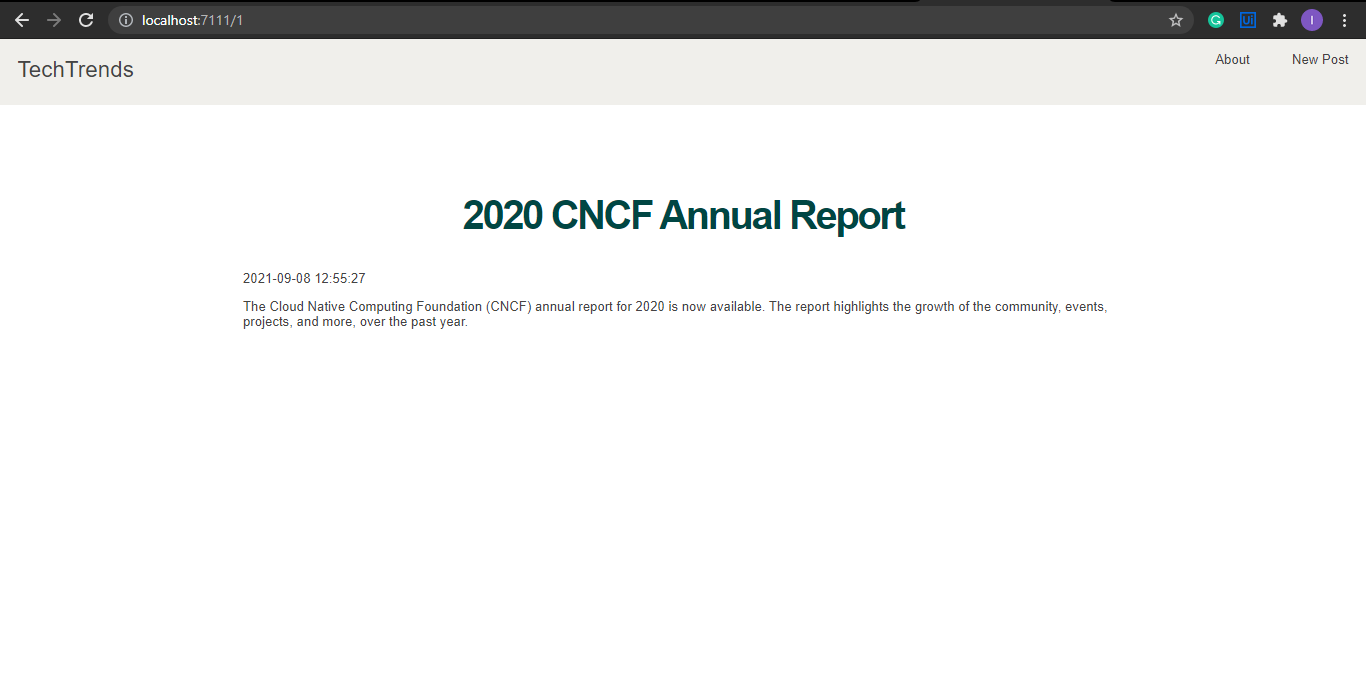 localhost:7111/1
G
Ui
I
TechTrends
About
New Post
2020 CNCF Annual Report
2021-09-08 12:55:27
The Cloud Native Computing Foundation (CNCF) annual report for 2020 is now available. The report highlights the growth of the community, events,
projects, and more, over the past year.